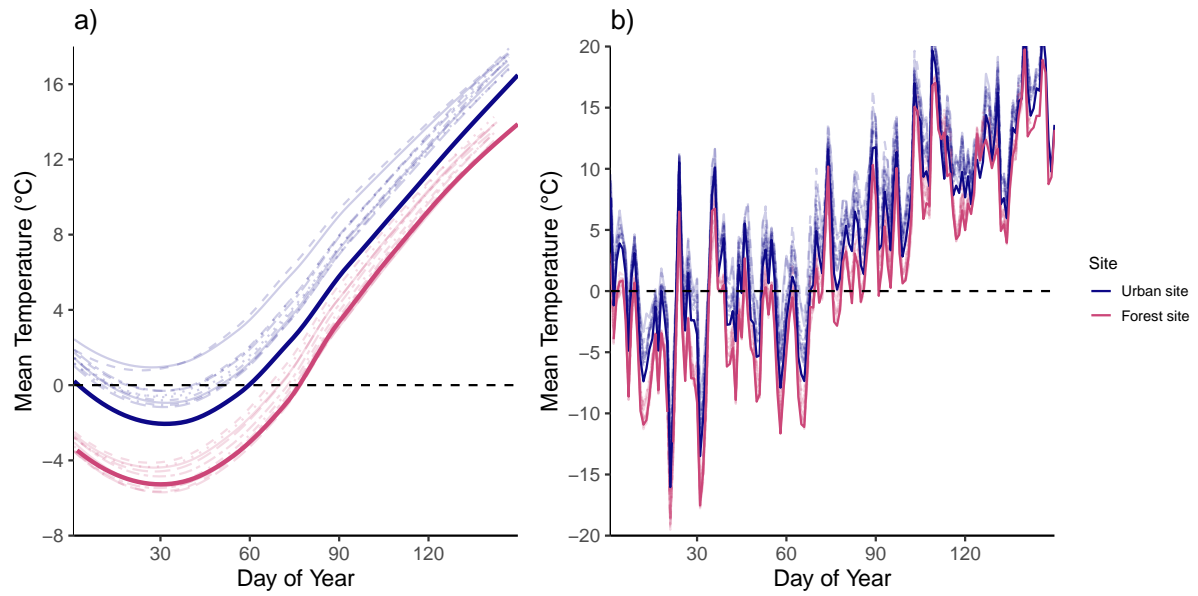 a)
Mean Temperature (°C)
16
12
8
4
0
−4
−8
30 60 90 120
Day of Year
b)
Mean Temperature (°C)
20
15
10
5
0
−5
−10
−15
−20
30 60 90 120
Day of Year
Site
Urban site
Forest site